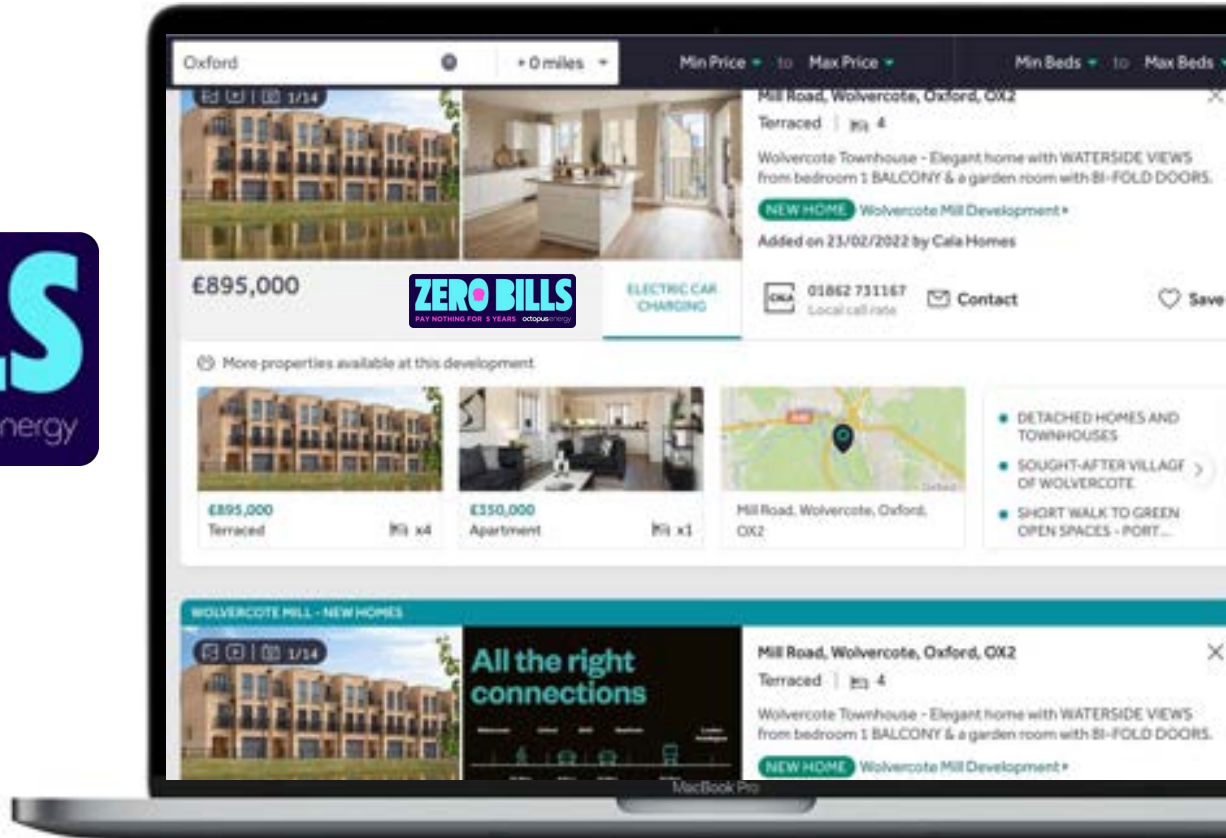 Oxford
+ 0 miles
Min Price to Max Price
Min Beds to Max Beds
1/14
Mill Road, Wolvercote, Oxford, OX2
Terraced 4
Wolvercote Townhouse - Elegant home with WATERSIDE VIEWS
from bedroom 1 BALCONY & a garden room with BI-FOLD DOORS.
NEW HOME Wolvercote Mill Development
Added on 23/02/2022 by Cala Homes
£895,000
ZERO BILLS
PAY NOTHING FOR 5 YEARS octopusenergy
ELECTRIC CAR
CHARGING
CALA
01862 731167
Local call rate
Contact
Save
LS
nergy
More properties available at this development
£895,000
Terraced x4
£350,000
Apartment x1
Oxford
Mill Road, Wolvercote, Oxford,
OX2
DETACHED HOMES AND
TOWNHOUSES
SOUGHT-AFTER VILLAGE
OF WOLVERCOTE
SHORT WALK TO GREEN
OPEN SPACES - PORT...
WOLVERCOTE MILL - NEW HOMES
1/14
All the right
connections
Mill Road, Wolvercote, Oxford, OX2
Terraced 4
Wolvercote Townhouse - Elegant home with WATERSIDE VIEWS
from bedroom 1 BALCONY & a garden room with BI-FOLD DOORS.
NEW HOME Wolvercote Mill Development
MacBook Pro